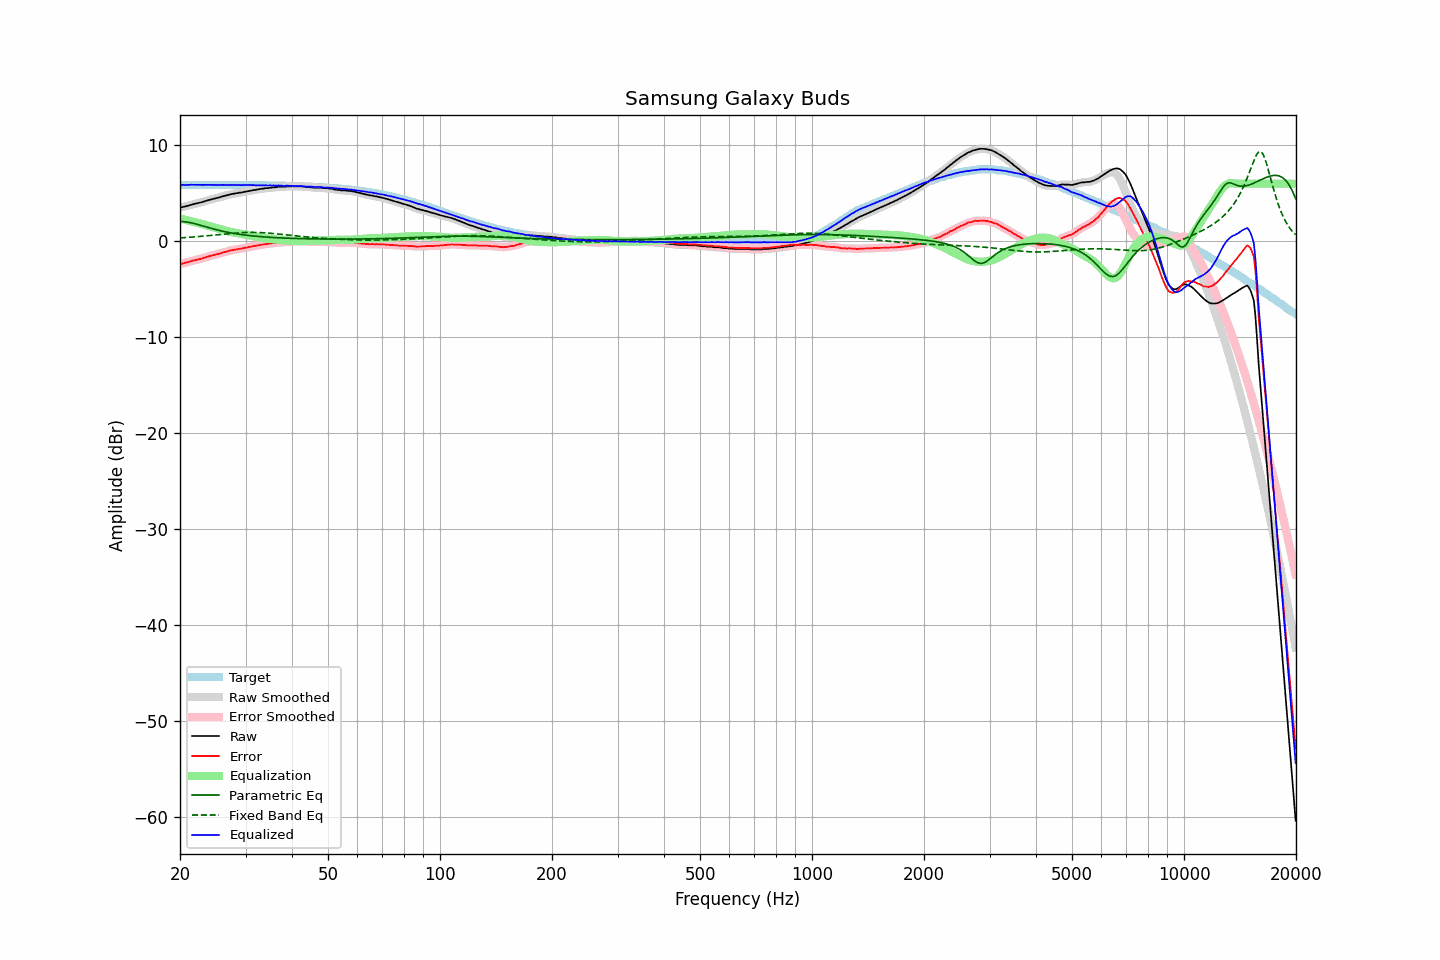 Samsung Galaxy Buds
Amplitude (dBr)
10
0
−10
−20
−30
−40
−50
−60
Target
Raw Smoothed
Error Smoothed
Raw
Error
Equalization
Parametric Eq
Fixed Band Eq
Equalized
20 50 100 200 500 1000 2000 5000 10000 20000
Frequency (Hz)